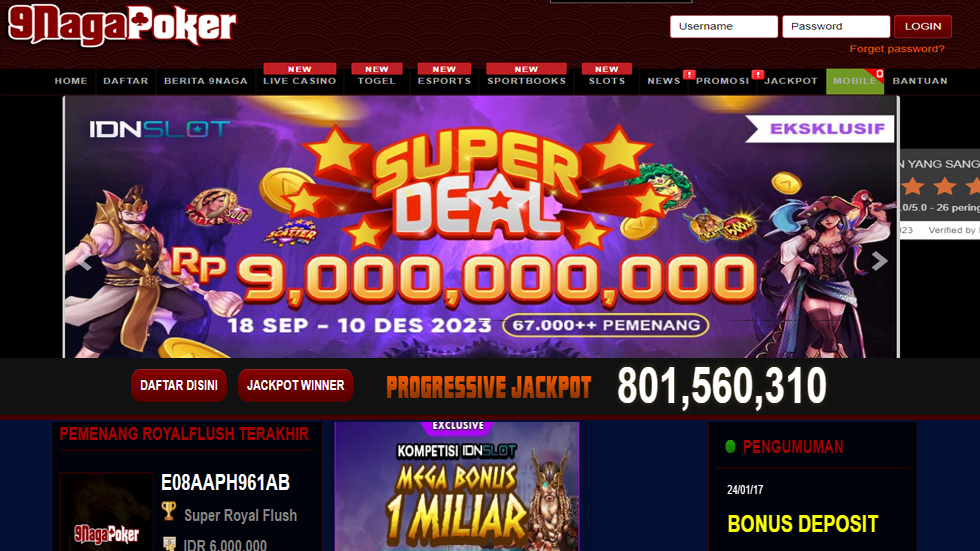 9NagaPoker
Username
Password
LOGIN
Forget password?
HOME
DAFTAR
BERITA 9NAGA
NEW
LIVE CASINO
NEW
TOGEL
NEW
ESPORTS
NEW
SPORTBOOKS
NEW
SLOTS
NEWS
!
PROMOSI
!
JACKPOT
MOBILE
BANTUAN
IDNSLOT
EKSKLUSIF
SUPER
DEAL
SCATTER
Rp 9,000,000,000
18 SEP - 10 DES 2023
67.000++ PEMENANG
N YANG SANG
.0/5.0 - 26 pering
023 Verified by
DAFTAR DISINI
JACKPOT WINNER
PROGRESSIVE JACKPOT
801,560,310
PEMENANG ROYALFLUSH TERAKHIR
9NagaPoker
E08AAPH961AB
Super Royal Flush
IDR 6,000,000
EXCLUSIVE
KOMPETISI IDNSLOT
MEGA BONUS
1 MILIAR
PENGUMUMAN
24/01/17
BONUS DEPOSIT